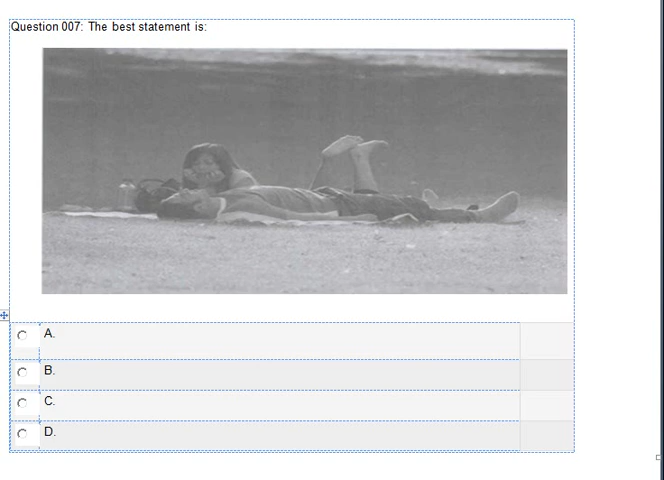 Question 007: The best statement is:
A.
B.
C.
D.